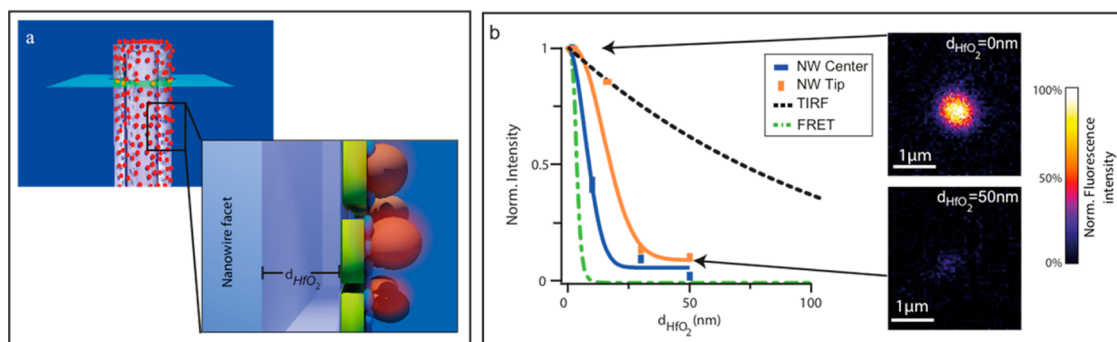 a
Nanowire facet
dHfO2
b
Norm. Intensity
1
0.5
0
0
50
100
dHfO2(nm)
NW Center
NW Tip
TIRF
FRET
dHfO2=0nm
1μm
dHfO2=50nm
1μm
100%
50%
0%
Norm. Fluorescence
intensity